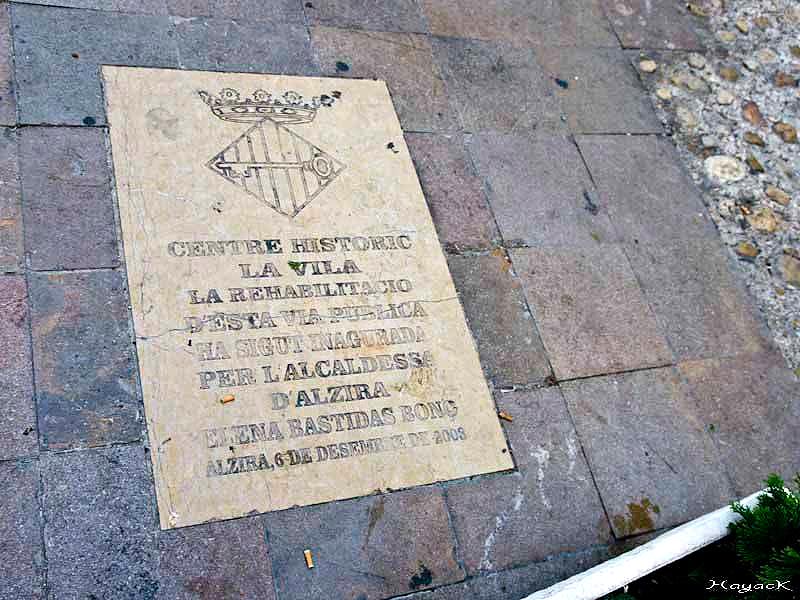 CENTRE HISTORIC
LA VILA
LA REHABILITACIO
D'ESTA VIA PUBLICA
HA SIGUT INAGURADA
PER L'ALCALDESSA
D'ALZIRA
ELENA BASTIDAS BONO
ALZIRA, 6 DE DESEMBRE DE 2003
HayacK